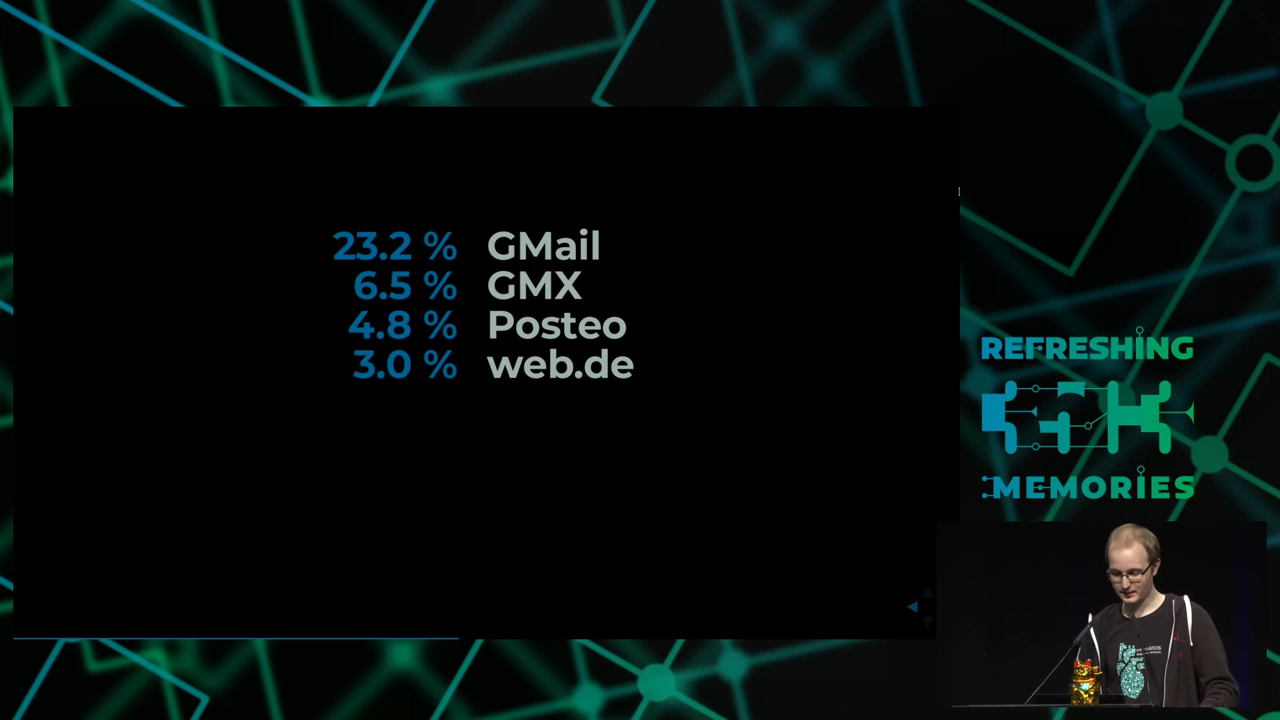 23.2 % GMail
6.5 % GMX
4.8 % Posteo
3.0 % web.de
REFRESHING
MEMORIES